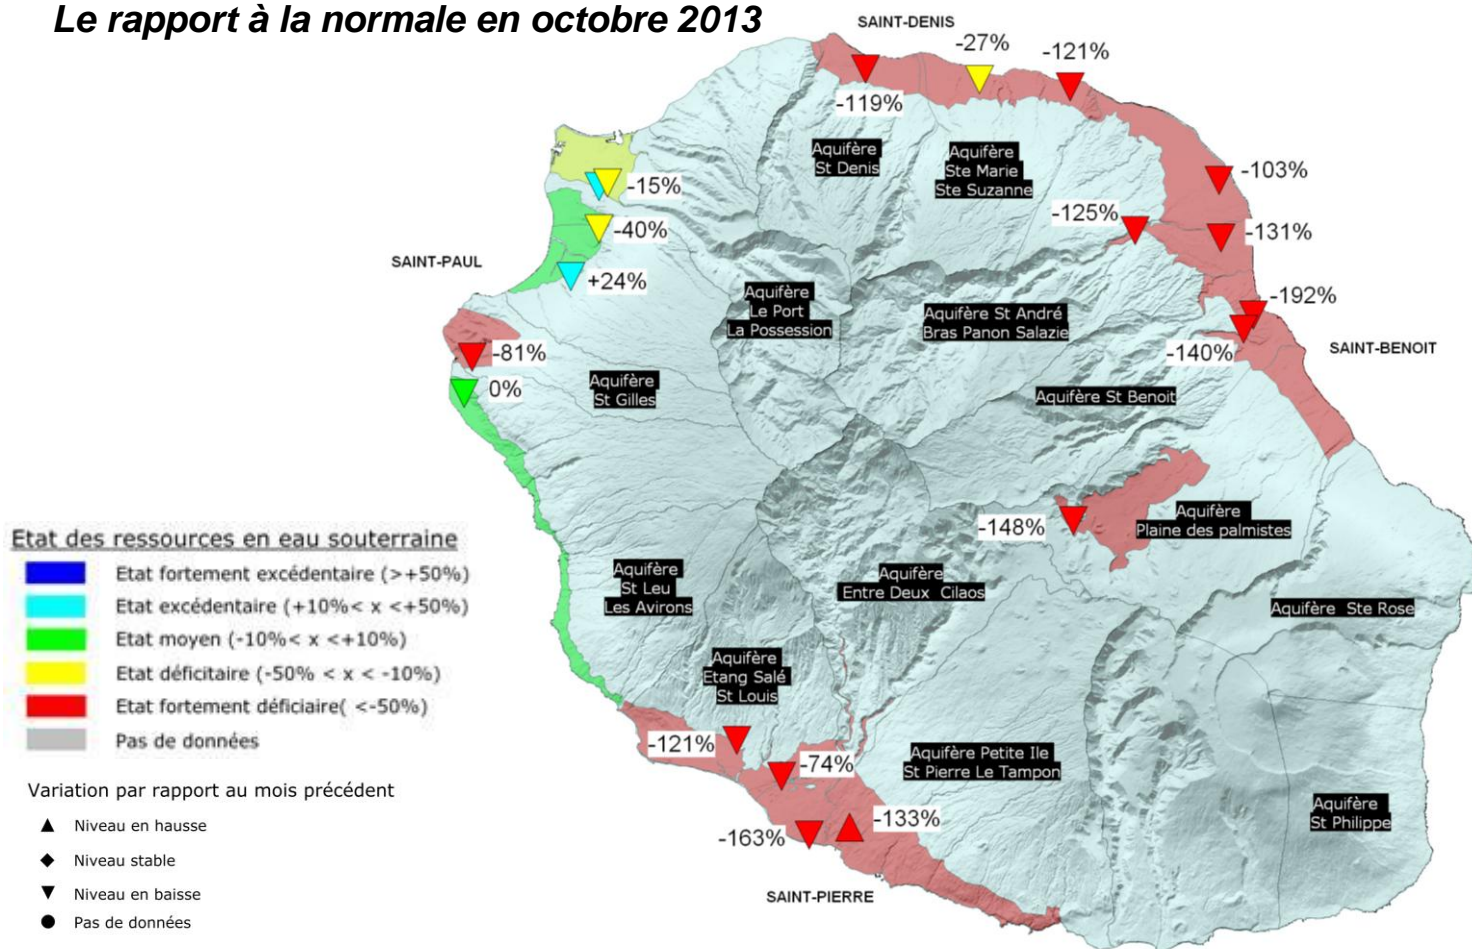 Le rapport à la normale en octobre 2013
SAINT-DENIS
-27%
-121%
-119%
Aquifère
St Denis
Aquifère
Ste Marie
Ste Suzanne
-103%
-15%
-125%
-40%
-131%
SAINT-PAUL
+24%
Aquifère
Le Port
La Possession
-192%
Aquifère St André
Bras Panon Salazie
SAINT-BENOIT
-81%
-140%
0%
Aquifère
St Gilles
Aquifère St Benoit
-148%
Aquifère
Plaine des palmistes
Etat des ressources en eau souterraine
Etat fortement excédentaire (>+50%)
Etat excédentaire (+10%< x <+50%)
Etat moyen (-10%< x <+10%)
Etat déficitaire (-50% < x < -10%)
Etat fortement déficiaire( <-50%)
Pas de données
Aquifère
St Leu
Les Avirons
Aquifère
Entre Deux Cilaos
Aquifère Ste Rose
Aquifère
Etang Salé
St Louis
-121%
-74%
Aquifère Petite Ile
St Pierre Le Tampon
-163%
-133%
Aquifère
St Philippe
SAINT-PIERRE
Variation par rapport au mois précédent
Niveau en hausse
Niveau stable
Niveau en baisse
Pas de données